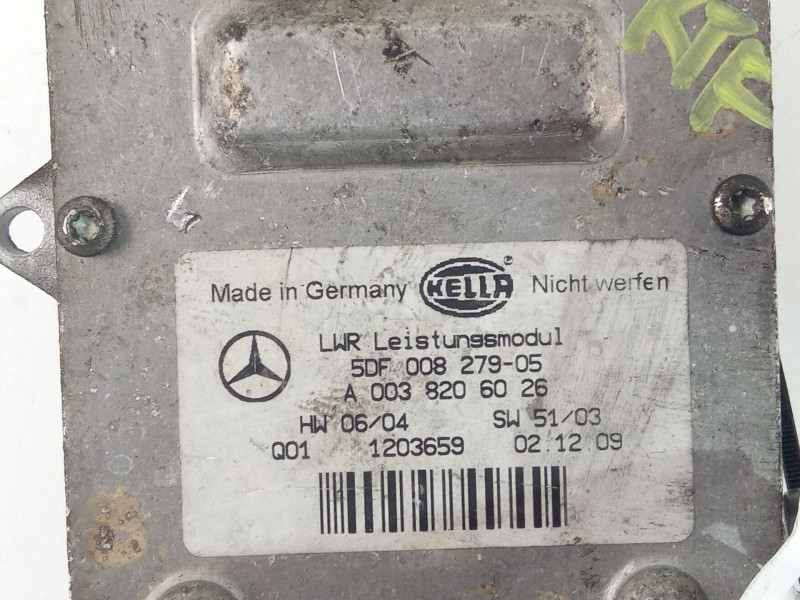 Made in Germany HELLA ® Nicht werfen
LWR Leistungsmodul
5DF 008 279-05
A 003 820 60 26
HW 06/04 SW 51/03
Q01 1203659 02.12.09